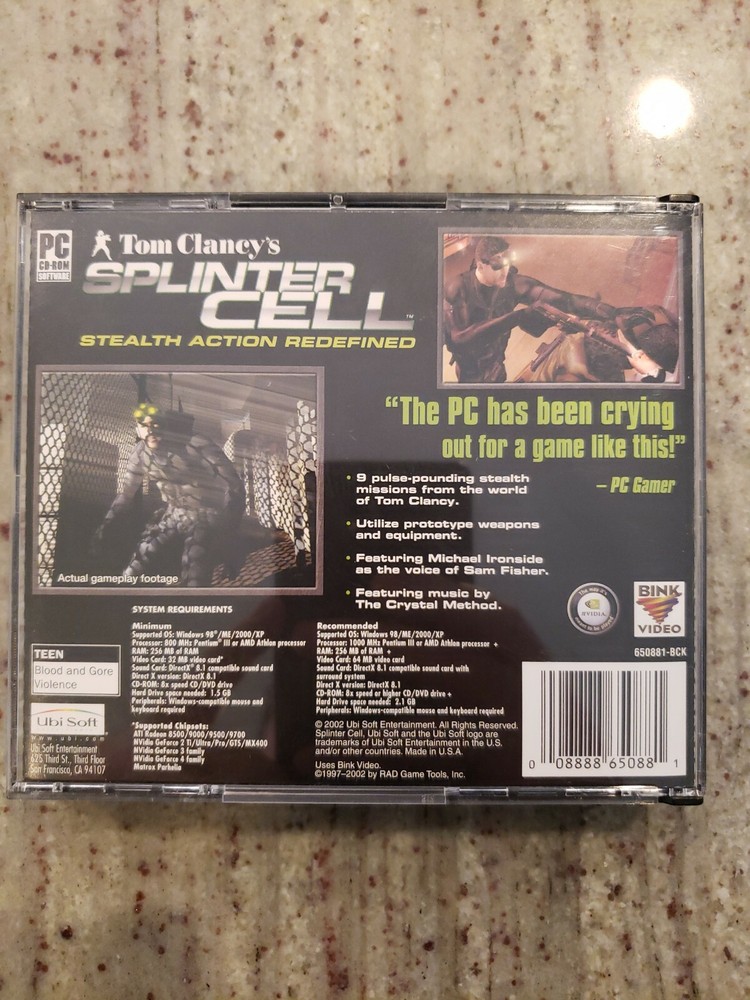 PC
CD-ROM
SOFTWARE
Tom Clancy's
SPLINTER
CELL™
STEALTH ACTION REDEFINED
"The PC has been crying
out for a game like this!"
– PC Gamer
• 9 pulse-pounding stealth
missions from the world
of Tom Clancy.
• Utilize prototype weapons
and equipment.
• Featuring Michael Ironside
as the voice of Sam Fisher.
• Featuring music by
The Crystal Method.
Actual gameplay footage
SYSTEM REQUIREMENTS
Minimum
Supported OS: Windows 98®/ME/2000/XP
Processor: 800 MHz Pentium® III or AMD Athlon processor
RAM: 256 MB of RAM
Video Card: 32 MB video card*
Sound Card: DirectX® 8.1 compatible sound card
Direct X version: DirectX 8.1
CD-ROM: 8x speed CD/DVD drive
Hard Drive space needed: 1.5 GB
Peripherals: Windows-compatible mouse and
keyboard required
*Supported Chipsets:
ATI Radeon 8500/9000/9500/9700
NVidia GeForce 2 Ti/Ultra/Pro/GTS/MX400
NVidia GeForce 3 family
NVidia GeForce 4 family
Matrox Parhelia
Recommended
Supported OS: Windows 98/ME/2000/XP
Processor: 1000 MHz Pentium III or AMD Athlon processor +
RAM: 256 MB of RAM +
Video Card: 64 MB video card
Sound Card: DirectX 8.1 compatible sound card with
surround system
Direct X version: DirectX 8.1
CD-ROM: 8x speed or higher CD/DVD drive +
Hard Drive space needed: 2.1 GB
Peripherals: Windows-compatible mouse and keyboard required
© 2002 Ubi Soft Entertainment. All Rights Reserved.
Splinter Cell, Ubi Soft and the Ubi Soft logo are
trademarks of Ubi Soft Entertainment in the U.S.
and/or other countries. Made in U.S.A.
Uses Bink Video.
©1997–2002 by RAD Game Tools, Inc.
TEEN
Blood and Gore
Violence
Ubi Soft
www.ubi.com
Ubi Soft Entertainment
625 Third St., Third Floor
San Francisco, CA 94107
The way it's
NVIDIA.
meant to be played
BINK
VIDEO
650881-BCK
0 08888 65088 1